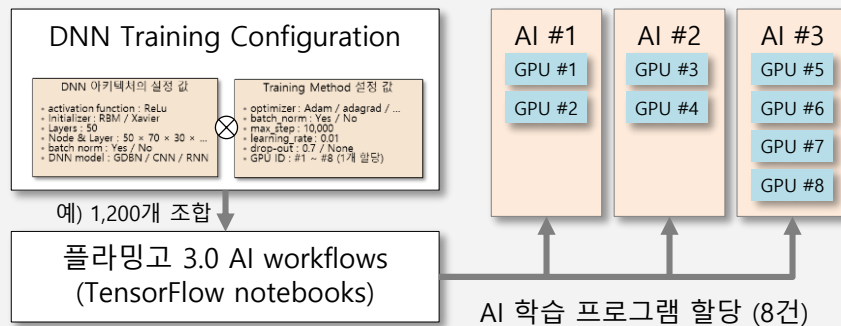 DNN Training Configuration
DNN 아키텍처의 설정 값
• activation function : ReLu
• Initializer : RBM / Xavier
• Layers : 50
• Node & Layer : 50 × 70 × 30 × ...
• batch norm : Yes / No
• DNN model : GDBN / CNN / RNN
Training Method 설정 값
• optimizer : Adam / adagrad / ...
• batch_norm : Yes / No
• max_step : 10,000
• learning_rate : 0.01
• drop-out : 0.7 / None
• GPU ID : #1 ~ #8 (1개 할당)
예) 1,200개 조합
플라밍고 3.0 AI workflows
(TensorFlow notebooks)
AI #1
GPU #1
GPU #2
AI #2
GPU #3
GPU #4
AI #3
GPU #5
GPU #6
GPU #7
GPU #8
AI 학습 프로그램 할당 (8건)